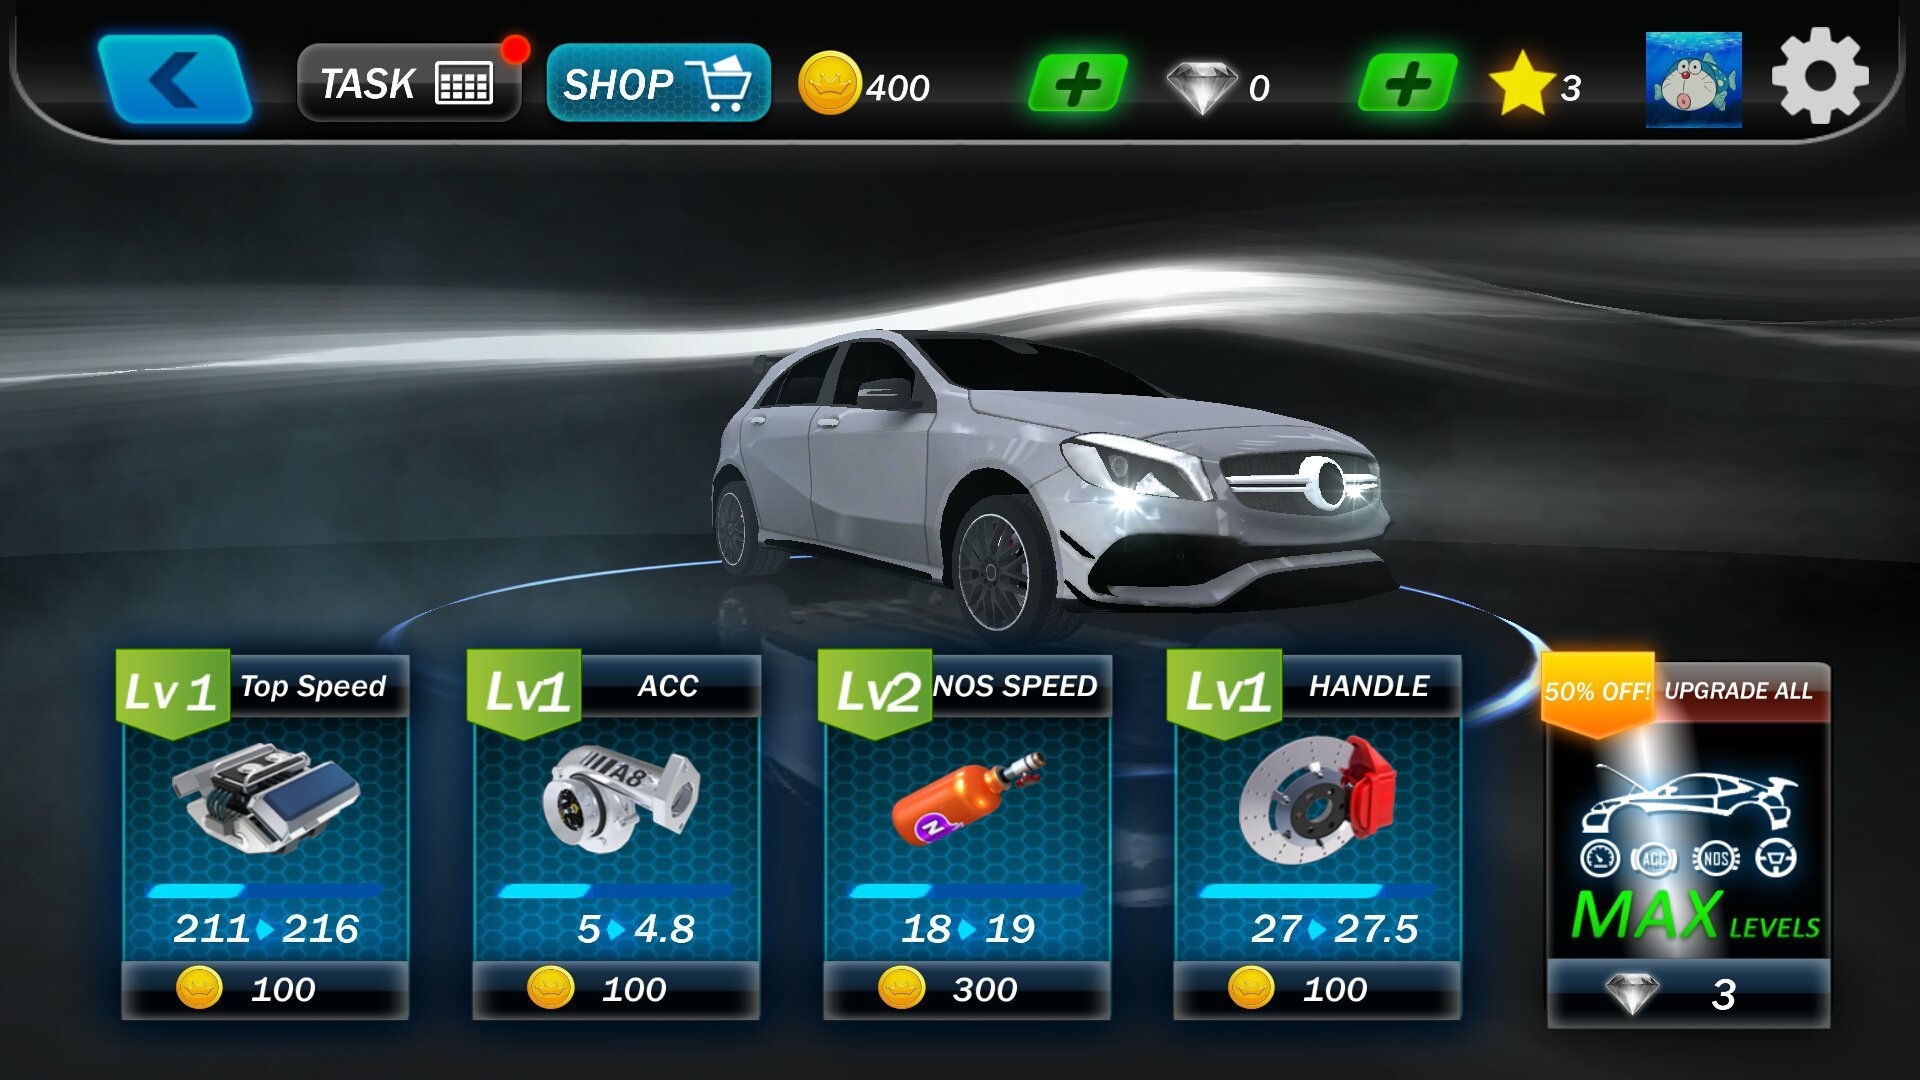 TASK
SHOP
400
0
3
Lv 1 Top Speed
Lv1 ACC
Lv2 NOS SPEED
Lv1 HANDLE
50% OFF! UPGRADE ALL
A8
N
ACC NOS
MAX LEVELS
211 216
5 4.8
18 19
27 27.5
100
100
300
100
3